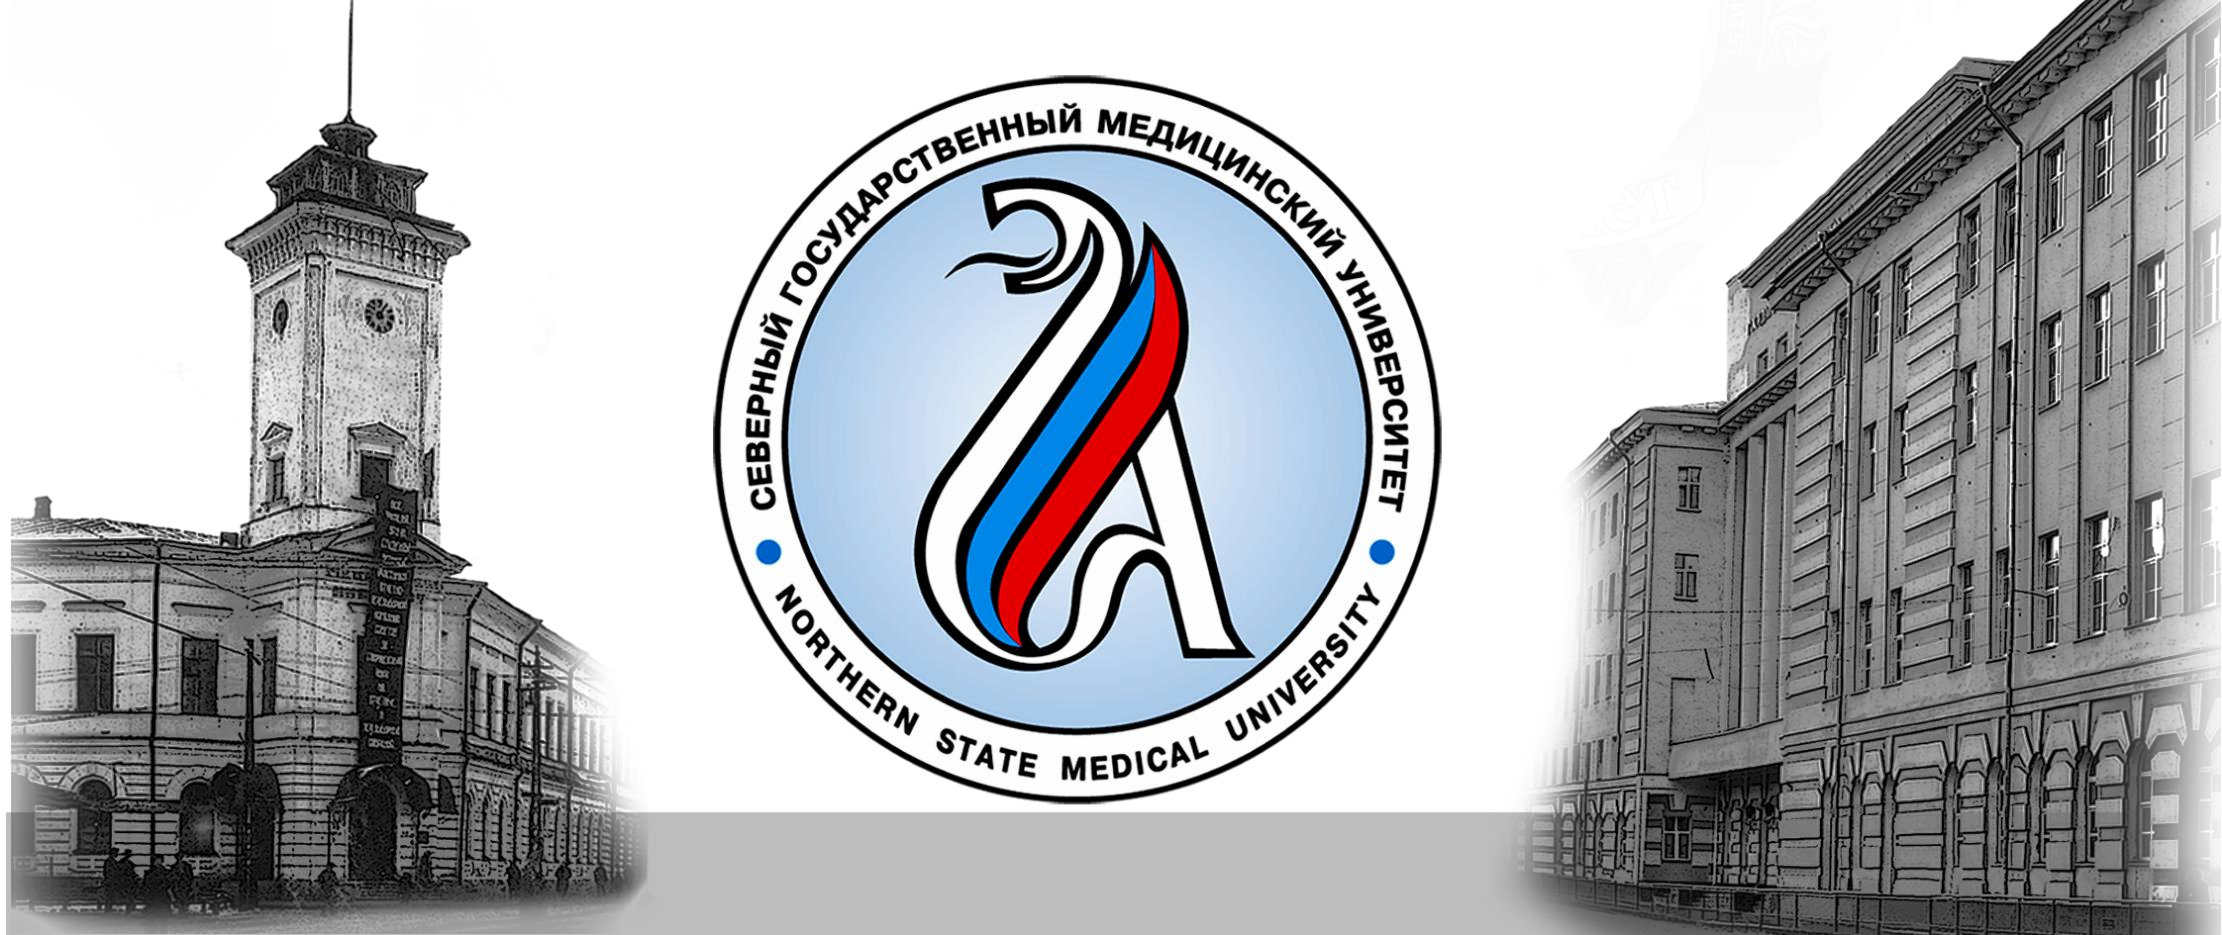 СЕВЕРНЫЙ ГОСУДАРСТВЕННЫЙ МЕДИЦИНСКИЙ УНИВЕРСИТЕТ
NORTHERN STATE MEDICAL UNIVERSITY